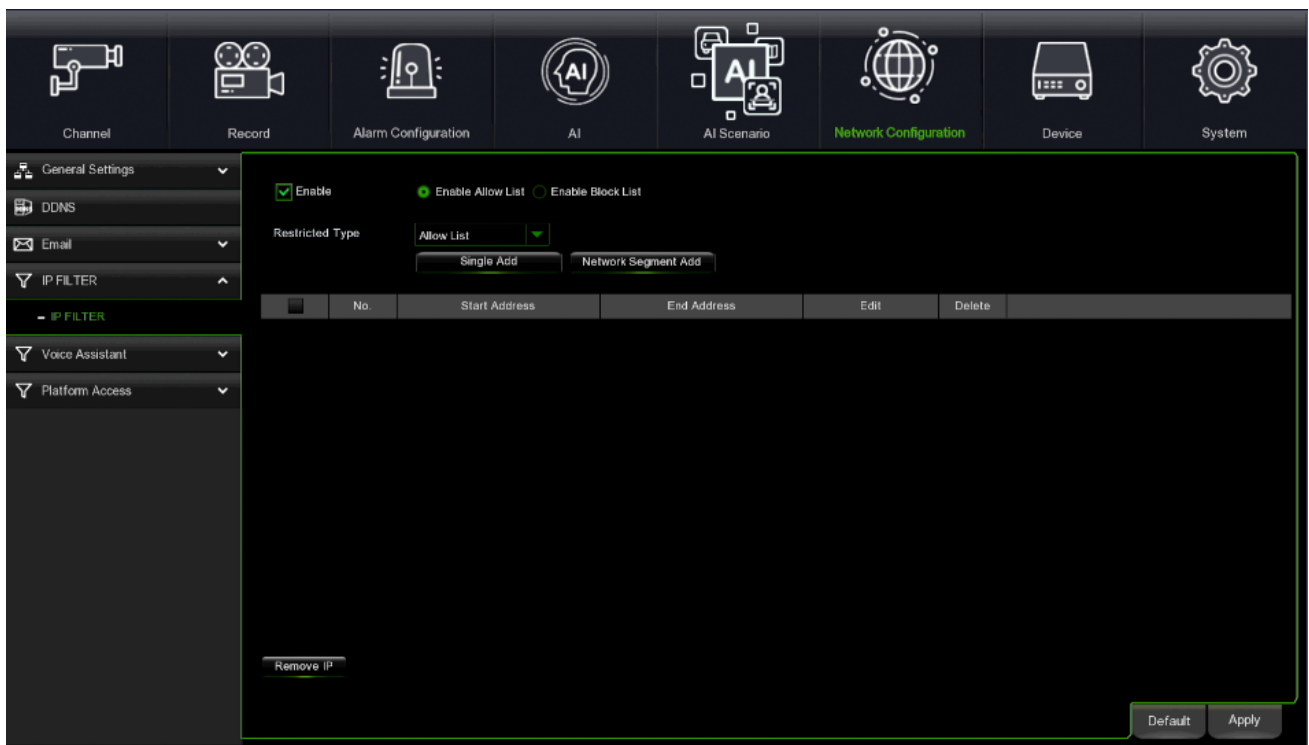 AI
AI
Channel Record Alarm Configuration AI AI Scenario Network Configuration Device System
General Settings
DDNS
Email
IP FILTER
IP FILTER
Voice Assistant
Platform Access
Enable Enable Allow List Enable Block List
Restricted Type Allow List
Single Add Network Segment Add
No. Start Address End Address Edit Delete
Remove IP
Default Apply